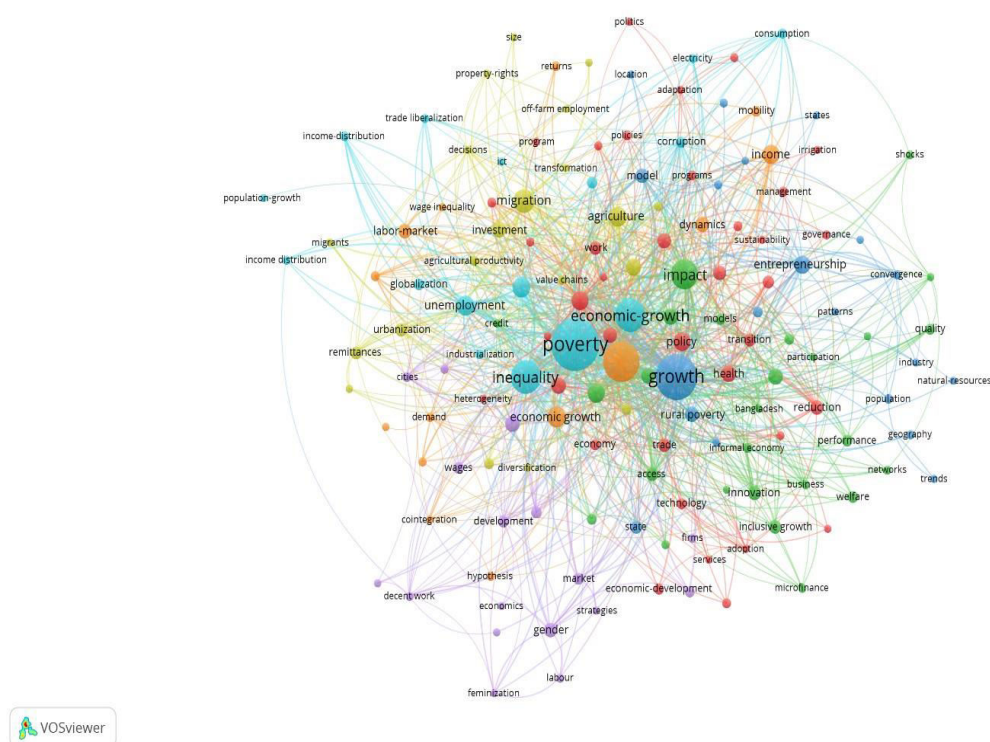 politics
size
consumption
electricity
returns
property-rights
location
adaptation
off-farm employment
mobility
trade liberalization
states
income-distribution
policies
program
corruption
irrigation
decisions
income
shocks
ict
transformation
model
programs
management
population-growth
migration
wage inequality
agriculture
dynamics
labor-market
investment
governance
migrants
work
sustainability
income distribution
agricultural productivity
entrepreneurship
impact
convergence
globalization
value chains
unemployment
economic-growth
patterns
credit
models
urbanization
quality
poverty
policy
transition
remittances
industrialization
participation
industry
cities
inequality
growth
health
natural-resources
heterogeneity
population
bangladesh
reduction
demand
economic growth
rural poverty
geography
economy
trade
informal economy
performance
wages
diversification
access
networks
trends
business
innovation
welfare
technology
cointegration
development
state
inclusive growth
firms
adoption
services
hypothesis
market
economic-development
microfinance
decent work
economics
strategies
gender
labour
feminization
VOSviewer